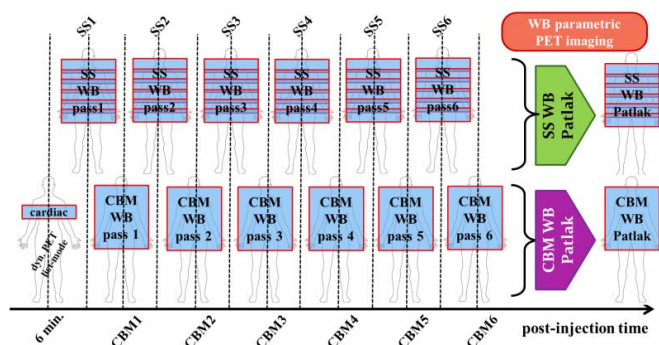 SS1
SS2
SS3
SS4
SS5
SS6
WB parametric
PET imaging
SS
WB
pass1
SS
WB
pass2
SS
WB
pass3
SS
WB
pass4
SS
WB
pass5
SS
WB
pass6
SS WB
Patlak
SS
WB
Patlak
cardiac
dyn. PET
list-mode
CBM
WB
pass 1
CBM
WB
pass 2
CBM
WB
pass 3
CBM
WB
pass 4
CBM
WB
pass 5
CBM
WB
pass 6
CBM WB
Patlak
CBM
WB
Patlak
6 min.
CBM1
CBM2
CBM3
CBM4
CBM5
CBM6
post-injection time